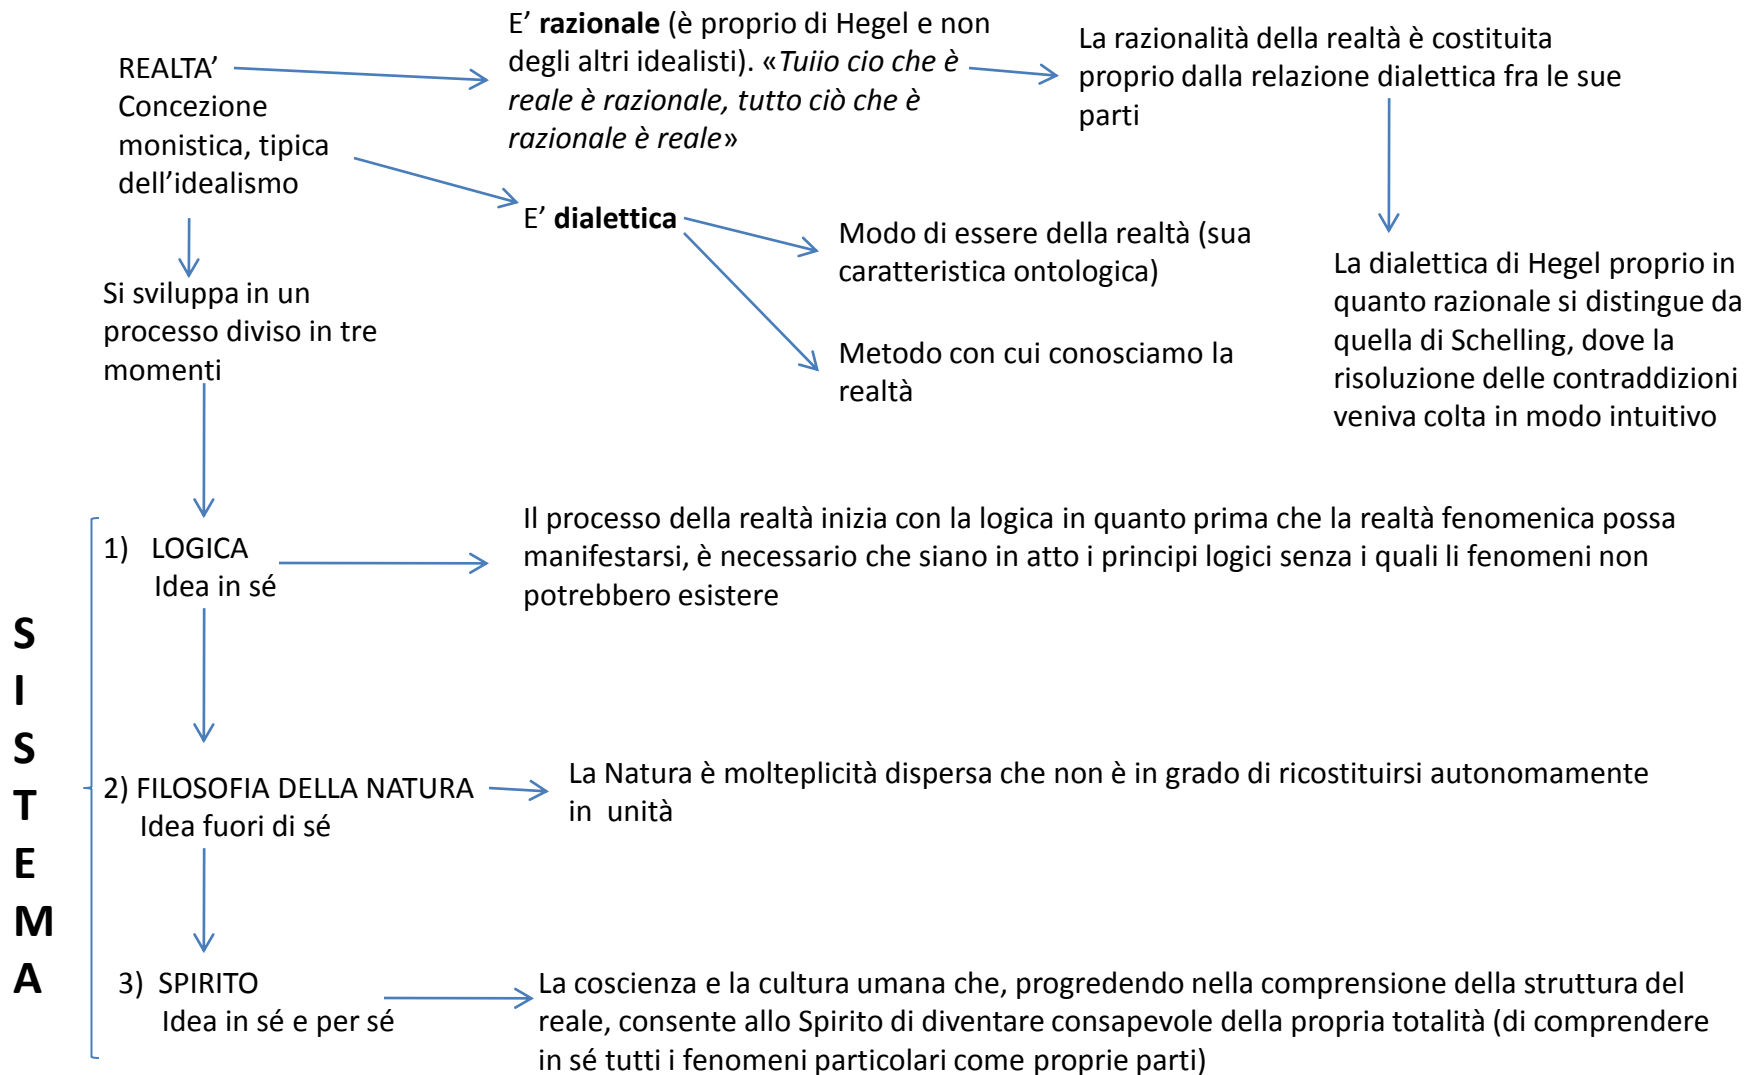 REALTA’
Concezione
monistica, tipica
dell’idealismo
E’ razionale (è proprio di Hegel e non
degli altri idealisti). «Tuiio cio che è
reale è razionale, tutto ciò che è
razionale è reale»
La razionalità della realtà è costituita
proprio dalla relazione dialettica fra le sue
parti
E’ dialettica
Modo di essere della realtà (sua
caratteristica ontologica)
Metodo con cui conosciamo la
realtà
La dialettica di Hegel proprio in
quanto razionale si distingue da
quella di Schelling, dove la
risoluzione delle contraddizioni
veniva colta in modo intuitivo
Si sviluppa in un
processo diviso in tre
momenti
S
I
S
T
E
M
A
1) LOGICA
Idea in sé
Il processo della realtà inizia con la logica in quanto prima che la realtà fenomenica possa
manifestarsi, è necessario che siano in atto i principi logici senza i quali li fenomeni non
potrebbero esistere
2) FILOSOFIA DELLA NATURA
Idea fuori di sé
La Natura è molteplicità dispersa che non è in grado di ricostituirsi autonomamente
in unità
3) SPIRITO
Idea in sé e per sé
La coscienza e la cultura umana che, progredendo nella comprensione della struttura del
reale, consente allo Spirito di diventare consapevole della propria totalità (di comprendere
in sé tutti i fenomeni particolari come proprie parti)